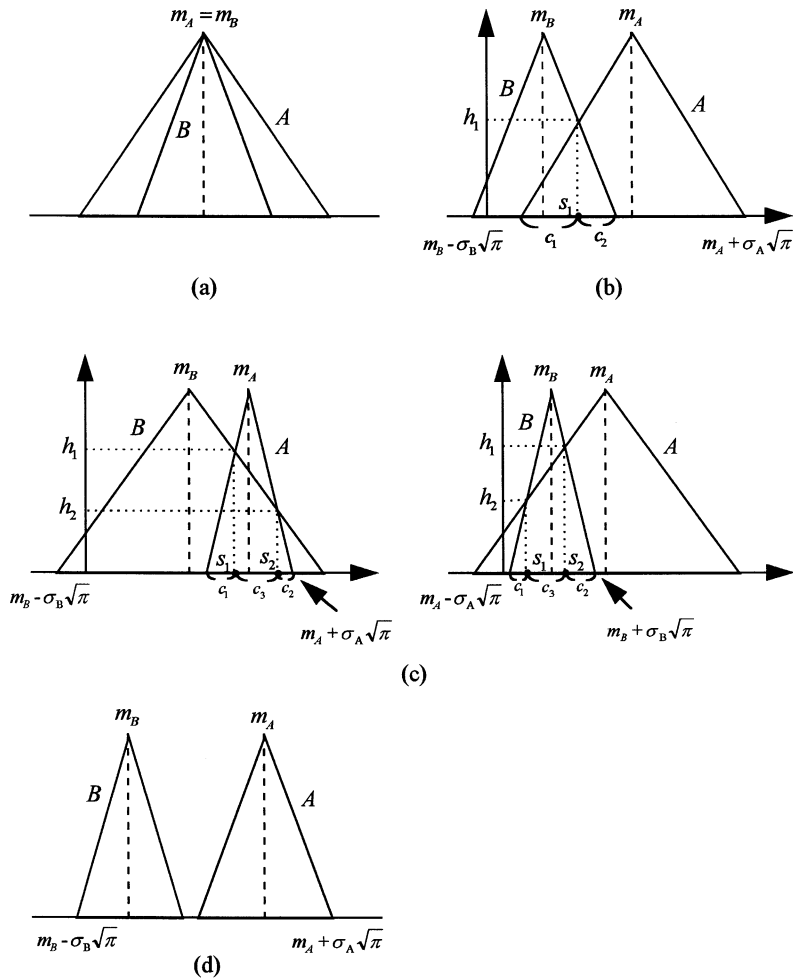 m_A = m_B
B
A
(a)
m_B
m_A
B
A
h_1
s_1
c_1
c_2
m_B - σ_B√π
m_A + σ_A√π
(b)
m_B
m_A
B
A
h_1
h_2
s_1
s_2
c_1
c_3
c_2
m_B - σ_B√π
m_A + σ_A√π
m_B
m_A
B
A
h_1
h_2
s_1
s_2
c_1
c_3
c_2
m_A - σ_A√π
m_B + σ_B√π
(c)
m_B
m_A
B
A
m_B - σ_B√π
m_A + σ_A√π
(d)